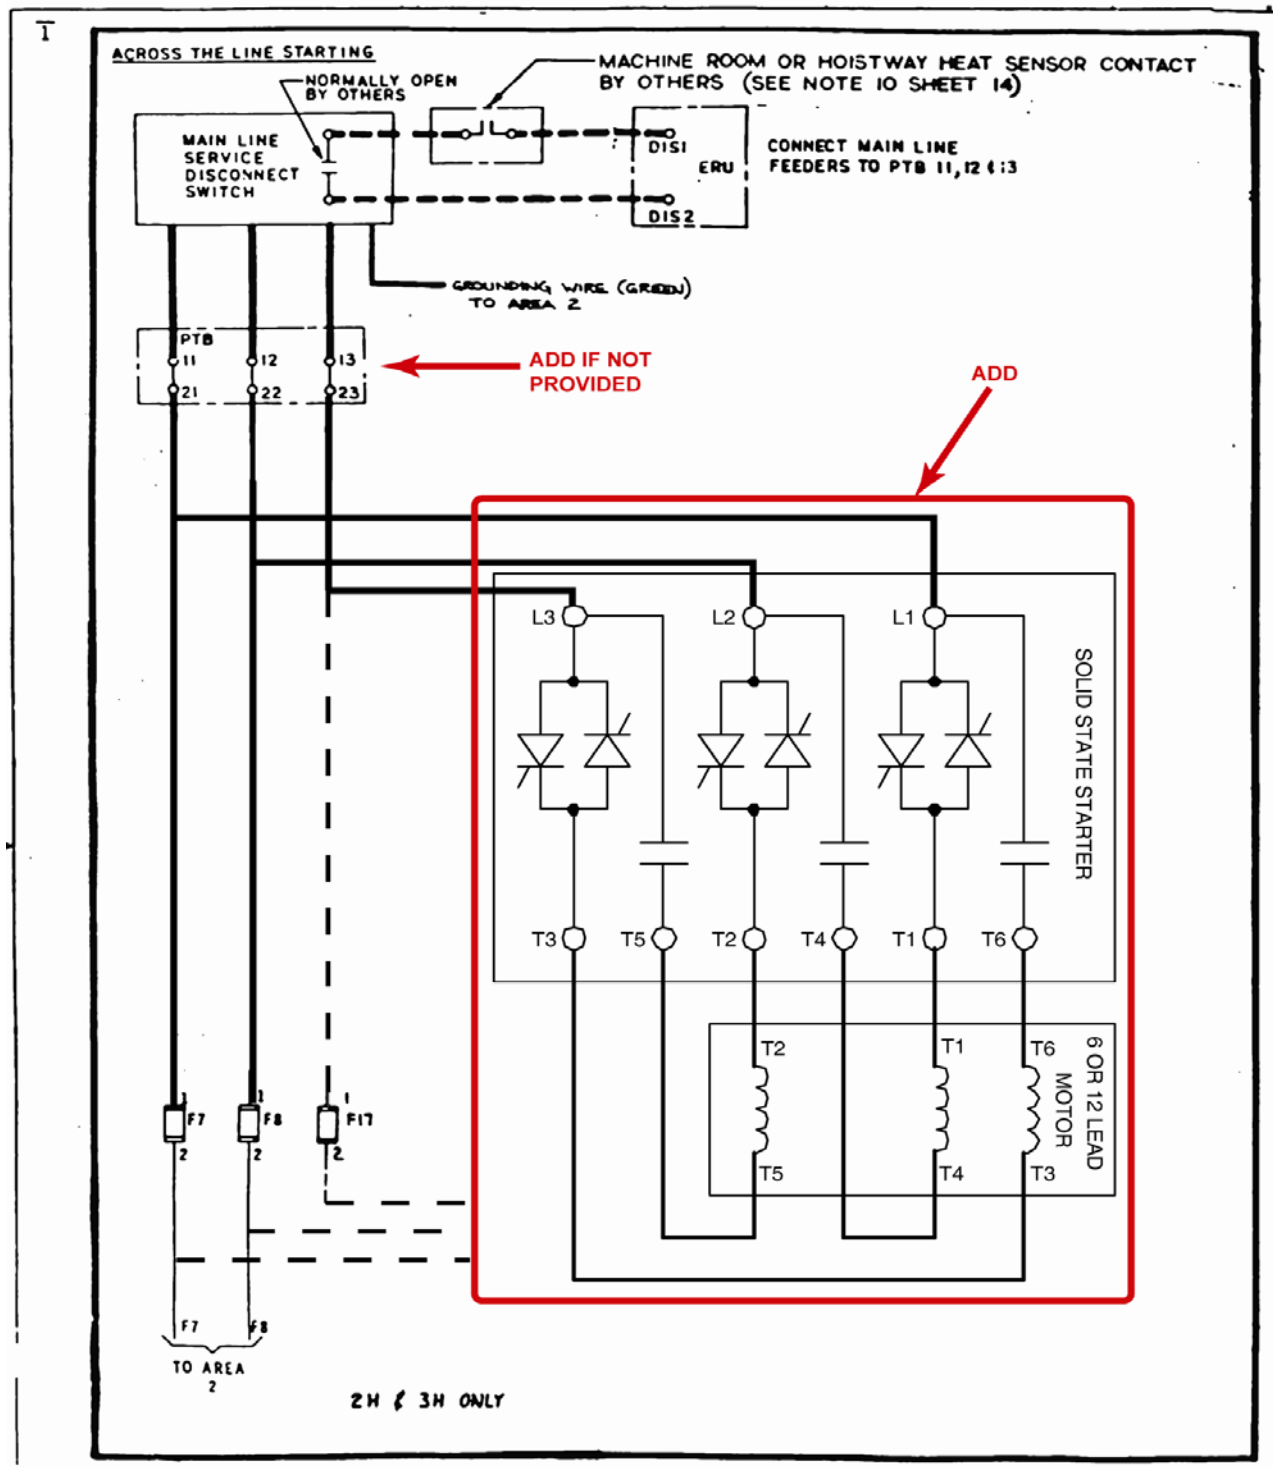 1
ACROSS THE LINE STARTING
NORMALLY OPEN
BY OTHERS
MACHINE ROOM OR HOISTWAY HEAT SENSOR CONTACT
BY OTHERS (SEE NOTE 10 SHEET 14)
MAIN LINE
SERVICE
DISCONNECT
SWITCH
DIS1
ERU
DIS2
CONNECT MAIN LINE
FEEDERS TO PTB 11, 12 & 13
GROUNDING WIRE (GREEN)
TO AREA 2
PTB
11
12
13
21
22
23
ADD IF NOT
PROVIDED
ADD
L3
L2
L1
SOLID STATE STARTER
T3
T5
T2
T4
T1
T6
T2
T1
T6
6 OR 12 LEAD
MOTOR
T5
T4
T3
1
F7
2
1
F8
2
1
F17
2
F7
F8
TO AREA
2
2H & 3H ONLY